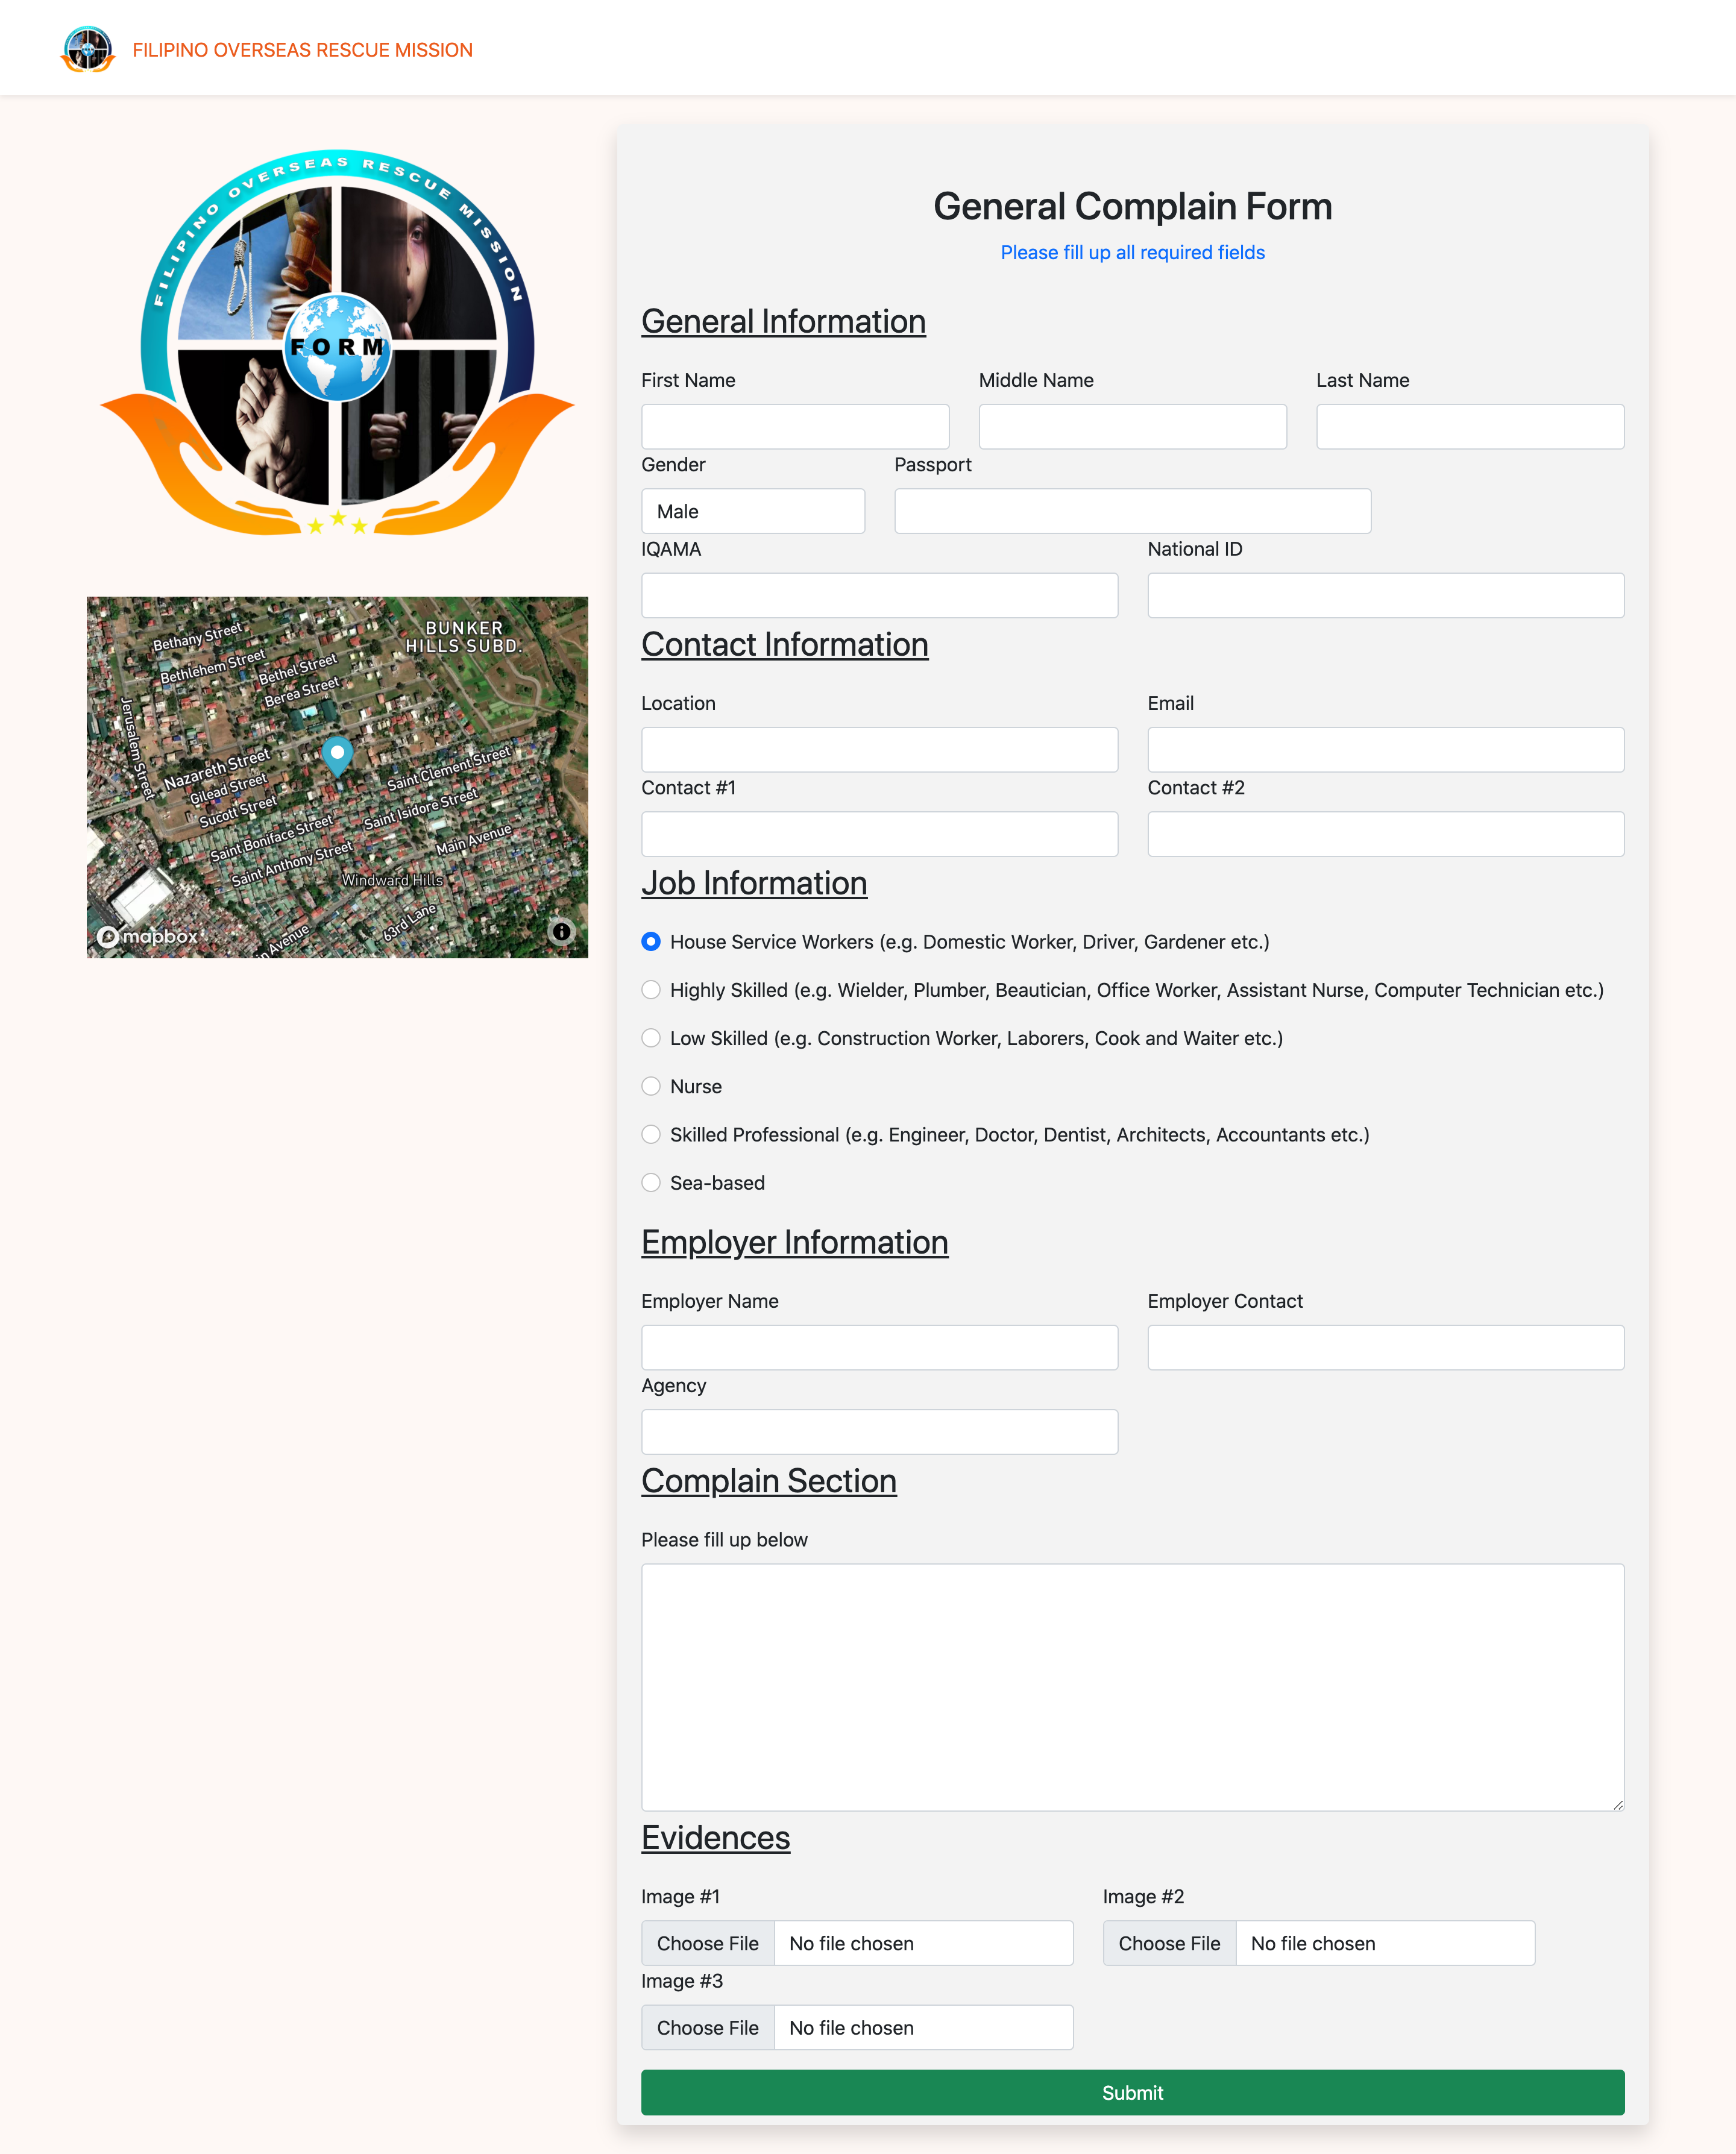 FILIPINO OVERSEAS RESCUE MISSION
FILIPINO OVERSEAS RESCUE MISSION
FORM
BUNKER
HILLS SUBD.
Bethany Street
Bethlehem Street
Bethel Street
Berea Street
Jerusalem Street
Nazareth Street
Gilead Street
Sucott Street
Saint Clement Street
Saint Isidore Street
Saint Boniface Street
Saint Anthony Street
Main Avenue
Windward Hills
63rd Lane
Avenue
mapbox
General Complain Form
Please fill up all required fields
General Information
First Name Middle Name Last Name
Gender Passport
Male
IQAMA National ID
Contact Information
Location Email
Contact #1 Contact #2
Job Information
House Service Workers (e.g. Domestic Worker, Driver, Gardener etc.)
Highly Skilled (e.g. Wielder, Plumber, Beautician, Office Worker, Assistant Nurse, Computer Technician etc.)
Low Skilled (e.g. Construction Worker, Laborers, Cook and Waiter etc.)
Nurse
Skilled Professional (e.g. Engineer, Doctor, Dentist, Architects, Accountants etc.)
Sea-based
Employer Information
Employer Name Employer Contact
Agency
Complain Section
Please fill up below
Evidences
Image #1 Image #2
Choose File No file chosen Choose File No file chosen
Image #3
Choose File No file chosen
Submit